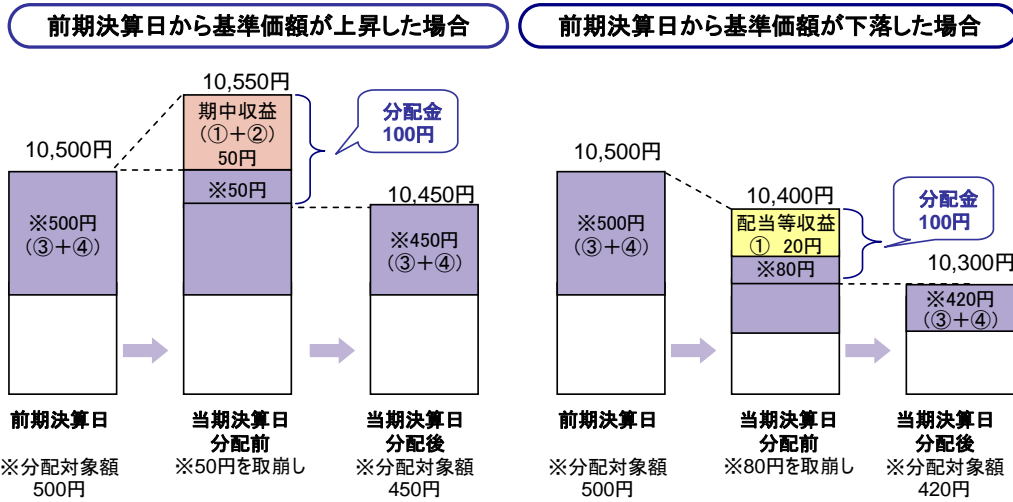 前期決算日から基準価額が上昇した場合
10,550円
期中収益
(①+②)
50円
分配金
100円
10,500円
※50円
10,450円
※500円
(③+④)
※450円
(③+④)
前期決算日
当期決算日
分配前
当期決算日
分配後
※分配対象額
500円
※50円を取崩し
※分配対象額
450円
前期決算日から基準価額が下落した場合
10,500円
10,400円
分配金
100円
※500円
(③+④)
配当等収益
① 20円
※80円
10,300円
※420円
(③+④)
前期決算日
当期決算日
分配前
当期決算日
分配後
※分配対象額
500円
※80円を取崩し
※分配対象額
420円